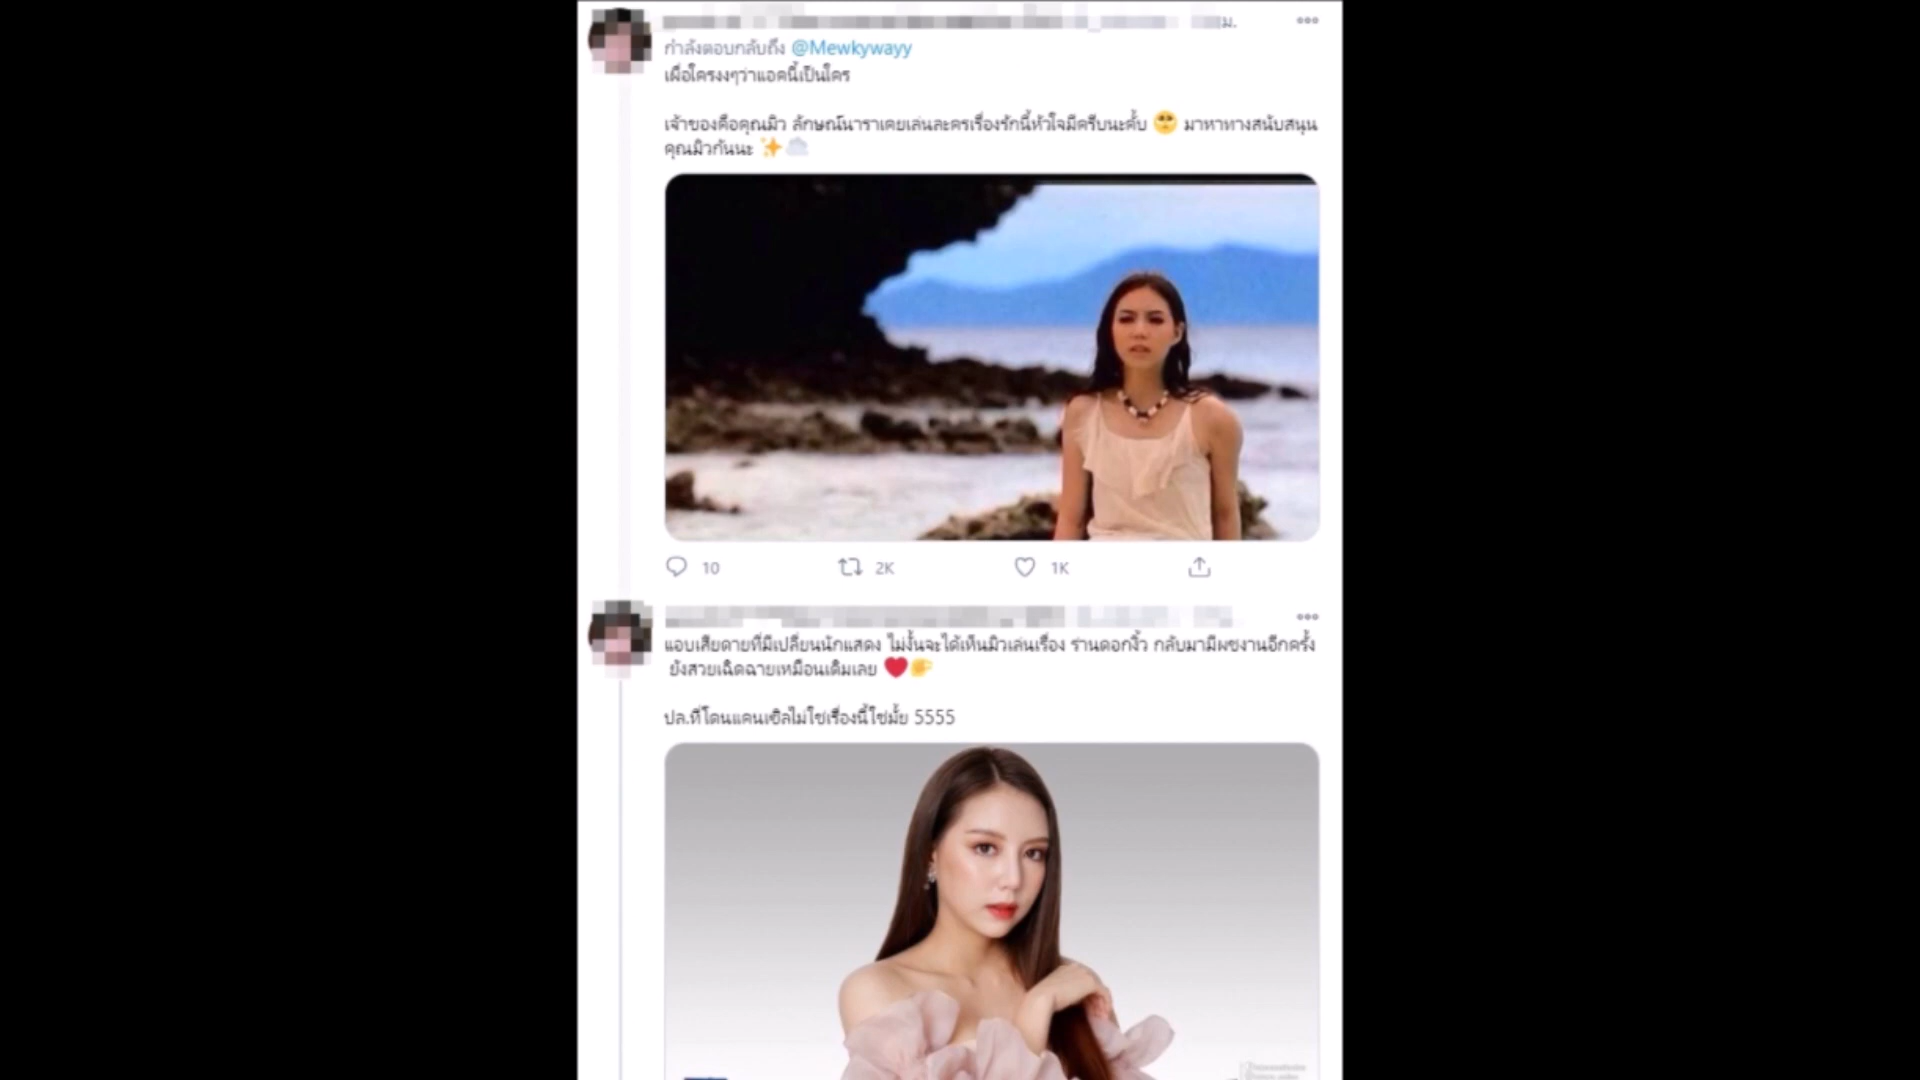 กำลังตอบกลับถึง @Mewkywayy
เผื่อใครงงๆว่าแอคนี้เป็นใคร
เจ้าของคือคุณมิว ลักษณ์นาราเคยเล่นละครเรื่องรักนี้หัวใจมีครีบนะคั้บ 🥺 มาหาทางสนับสนุน
คุณมิวกันนะ ✨☁️
10 2K 1K
แอบเสียดายที่มีเปลี่ยนนักแสดง ไม่งั้นจะได้เห็นมิวเล่นเรื่อง ร่านดอกงิ้ว กลับมามีผชงานอีกครั้ง
ยังสวยเฉิดฉายเหมือนเดิมเลย ❤️🤛
ปล.ที่โดนแคนเซิลไม่ใช่เรื่องนี้ใช่มั้ย 5555